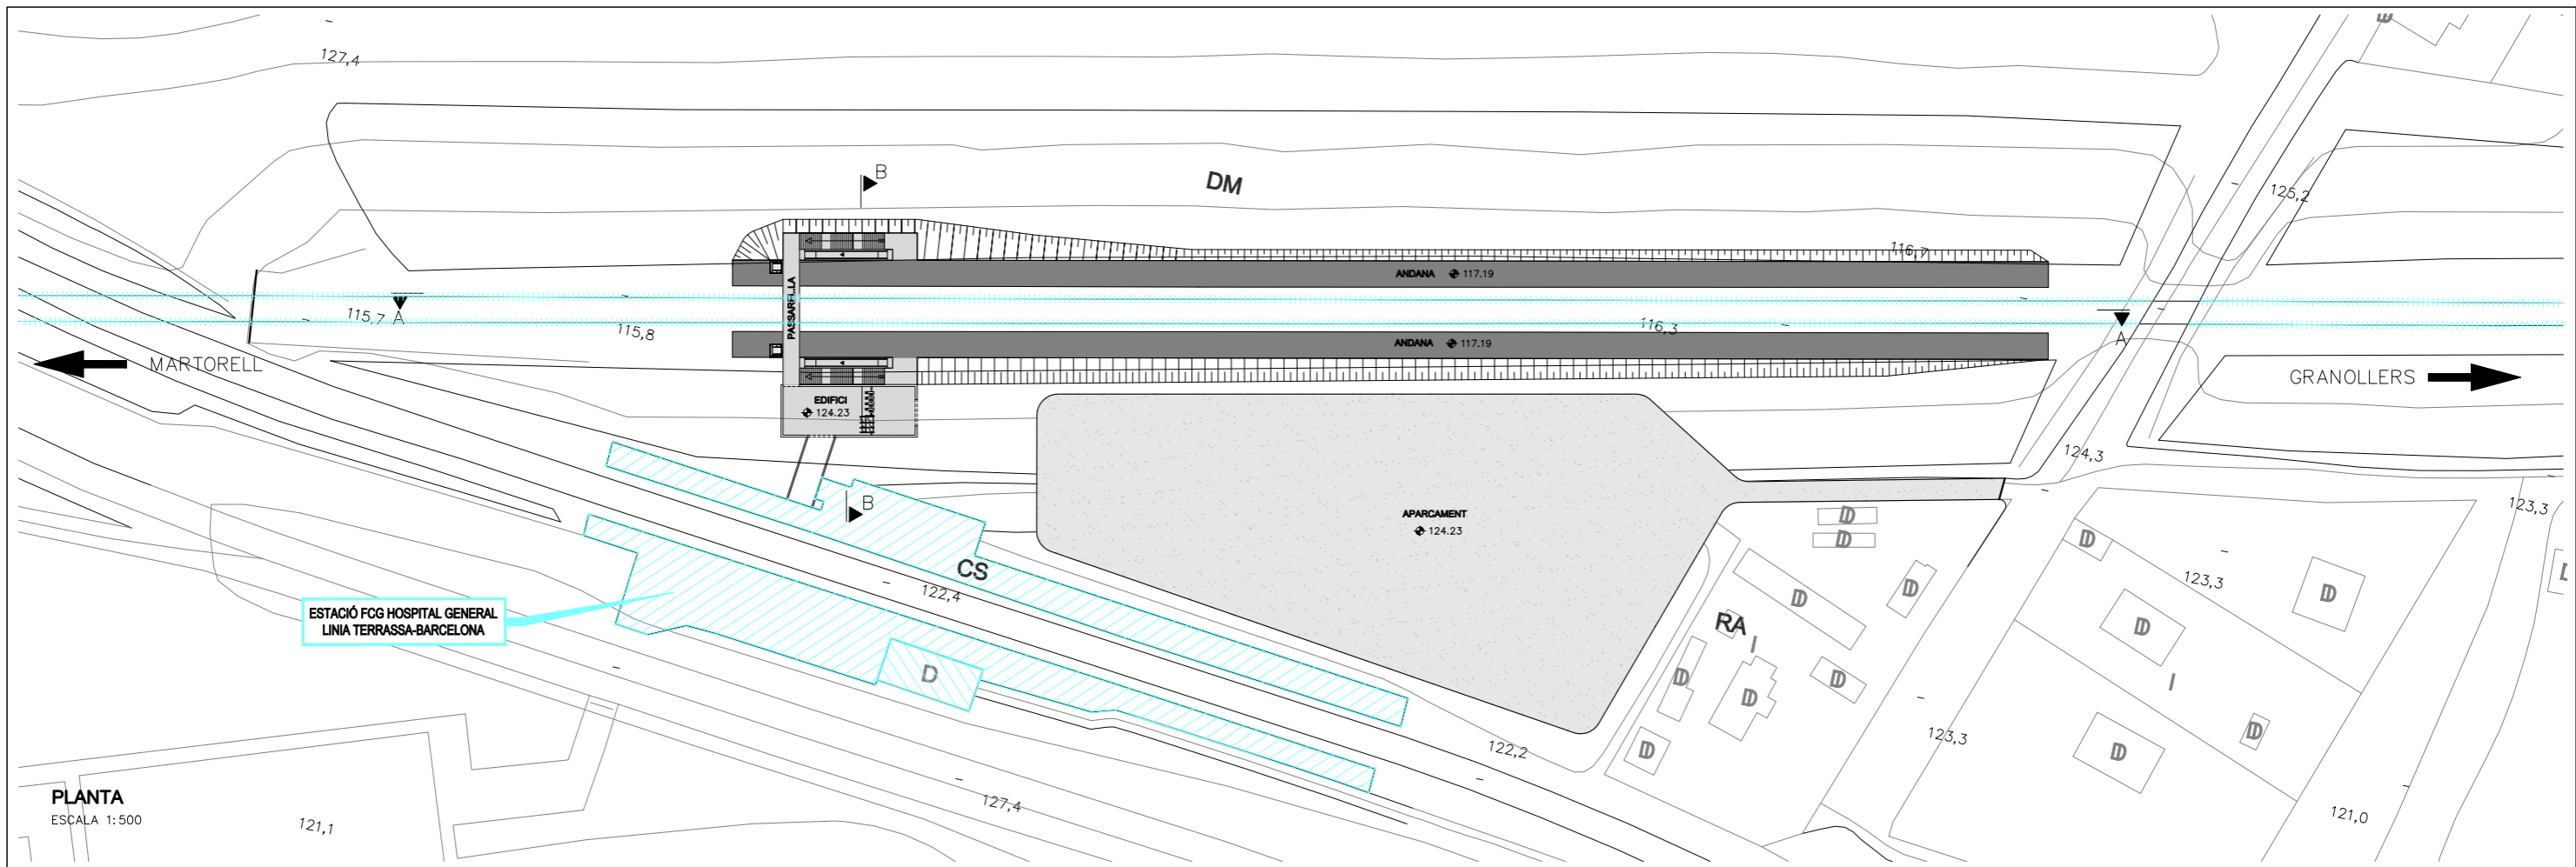 127,4
B
DM
125,2
116,7
ANDANA 117.19
PASSAREL.LA
115,7
A
115,8
116,3
A
ANDANA 117.19
MARTORELL
GRANOLLERS
EDIFICI
124.23
124,3
B
APARCAMENT
124.23
123,3
D
D
D
CS
122,4
D
D
123,3
D
D
ESTACIÓ FCG HOSPITAL GENERAL
LINIA TERRASSA-BARCELONA
RA
I
D
D
D
D
D
I
D
D
122,2
123,3
D
D
PLANTA
ESCALA 1:500
121,1
127,4
121,0